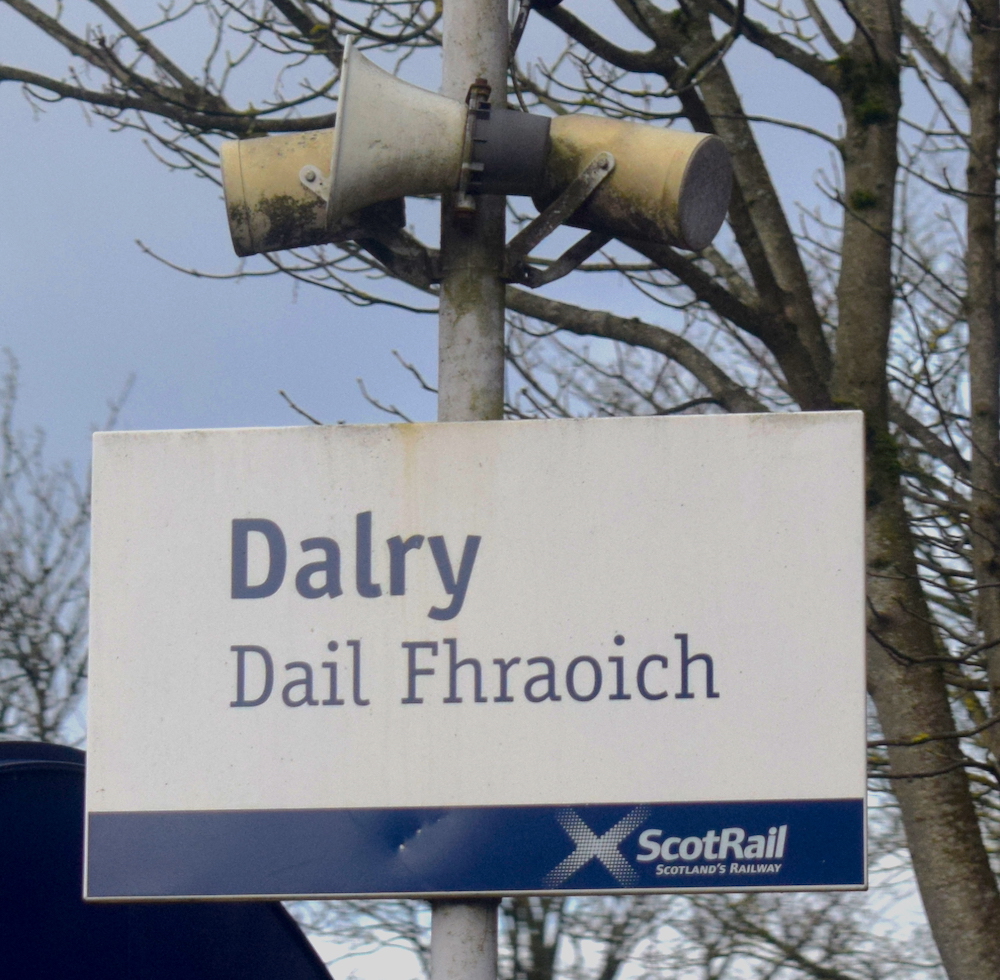 Dalry
Dail Fhraoich
ScotRail
Scotland's Railway